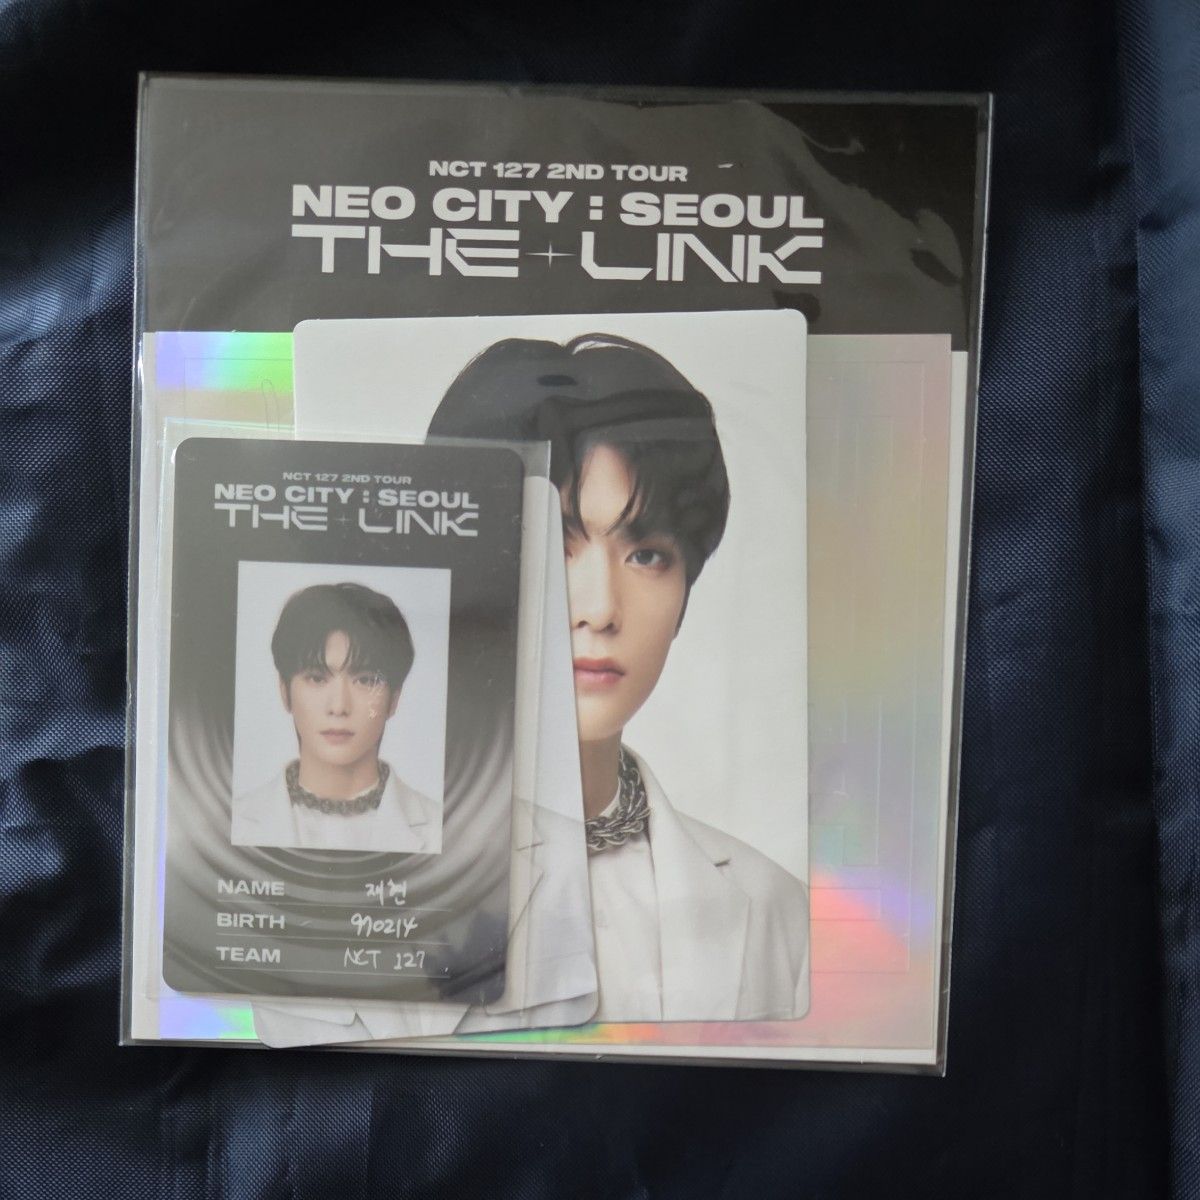 NCT 127 2ND TOUR
NEO CITY : SEOUL
THE LINK
NCT 127 2ND TOUR
NEO CITY : SEOUL
THE LINK
NAME 재현
BIRTH 970214
TEAM NCT 127